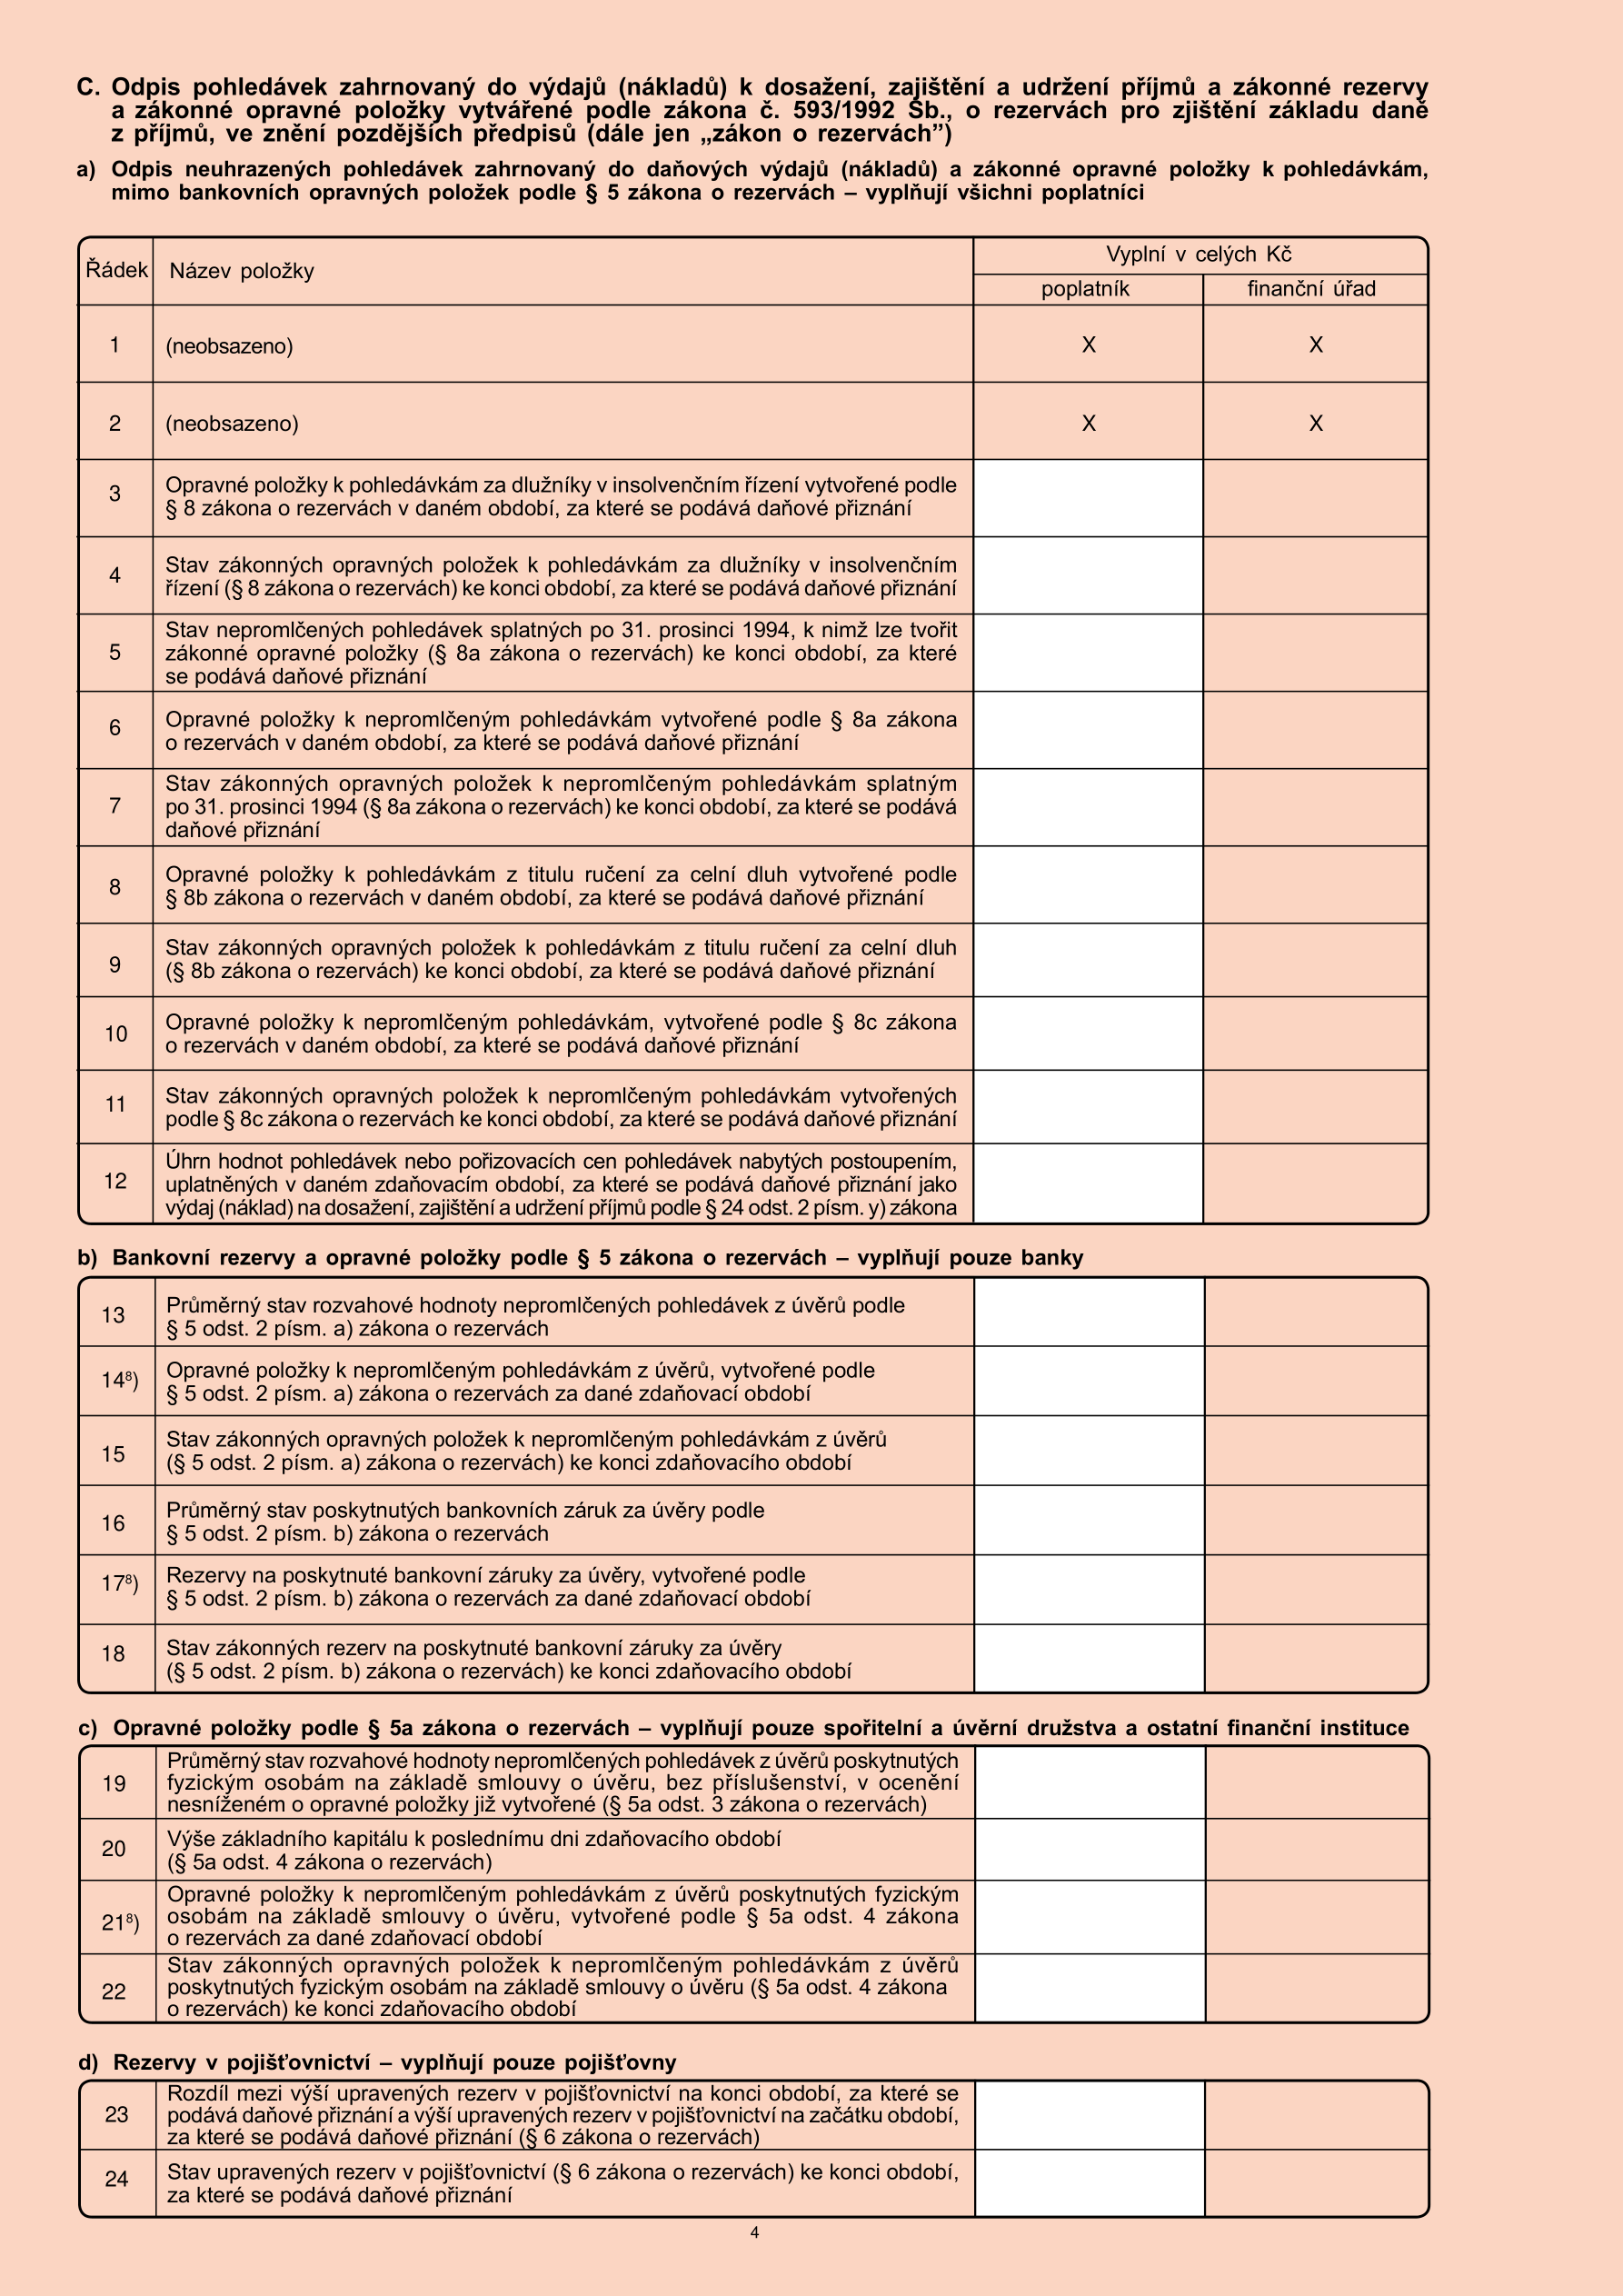 C. Odpis pohledávek zahrnovaný do výdajů (nákladů) k dosažení, zajištění a udržení příjmů a zákonné rezervy
a zákonné opravné položky vytvářené podle zákona č. 593/1992 Sb., o rezervách pro zjištění základu daně
z příjmů, ve znění pozdějších předpisů (dále jen „zákon o rezervách”)
a) Odpis neuhrazených pohledávek zahrnovaný do daňových výdajů (nákladů) a zákonné opravné položky k pohledávkám,
mimo bankovních opravných položek podle § 5 zákona o rezervách – vyplňují všichni poplatníci
Řádek Název položky Vyplní v celých Kč
poplatník finanční úřad
1 (neobsazeno) X X
2 (neobsazeno) X X
3 Opravné položky k pohledávkám za dlužníky v insolvenčním řízení vytvořené podle
§ 8 zákona o rezervách v daném období, za které se podává daňové přiznání
4 Stav zákonných opravných položek k pohledávkám za dlužníky v insolvenčním
řízení (§ 8 zákona o rezervách) ke konci období, za které se podává daňové přiznání
5 Stav nepromlčených pohledávek splatných po 31. prosinci 1994, k nimž lze tvořit
zákonné opravné položky (§ 8a zákona o rezervách) ke konci období, za které
se podává daňové přiznání
6 Opravné položky k nepromlčeným pohledávkám vytvořené podle § 8a zákona
o rezervách v daném období, za které se podává daňové přiznání
7 Stav zákonných opravných položek k nepromlčeným pohledávkám splatným
po 31. prosinci 1994 (§ 8a zákona o rezervách) ke konci období, za které se podává
daňové přiznání
8 Opravné položky k pohledávkám z titulu ručení za celní dluh vytvořené podle
§ 8b zákona o rezervách v daném období, za které se podává daňové přiznání
9 Stav zákonných opravných položek k pohledávkám z titulu ručení za celní dluh
(§ 8b zákona o rezervách) ke konci období, za které se podává daňové přiznání
10 Opravné položky k nepromlčeným pohledávkám, vytvořené podle § 8c zákona
o rezervách v daném období, za které se podává daňové přiznání
11 Stav zákonných opravných položek k nepromlčeným pohledávkám vytvořených
podle § 8c zákona o rezervách ke konci období, za které se podává daňové přiznání
12 Úhrn hodnot pohledávek nebo pořizovacích cen pohledávek nabytých postoupením,
uplatněných v daném zdaňovacím období, za které se podává daňové přiznání jako
výdaj (náklad) na dosažení, zajištění a udržení příjmů podle § 24 odst. 2 písm. y) zákona
b) Bankovní rezervy a opravné položky podle § 5 zákona o rezervách – vyplňují pouze banky
13 Průměrný stav rozvahové hodnoty nepromlčených pohledávek z úvěrů podle
§ 5 odst. 2 písm. a) zákona o rezervách
14⁸) Opravné položky k nepromlčeným pohledávkám z úvěrů, vytvořené podle
§ 5 odst. 2 písm. a) zákona o rezervách za dané zdaňovací období
15 Stav zákonných opravných položek k nepromlčeným pohledávkám z úvěrů
(§ 5 odst. 2 písm. a) zákona o rezervách) ke konci zdaňovacího období
16 Průměrný stav poskytnutých bankovních záruk za úvěry podle
§ 5 odst. 2 písm. b) zákona o rezervách
17⁸) Rezervy na poskytnuté bankovní záruky za úvěry, vytvořené podle
§ 5 odst. 2 písm. b) zákona o rezervách za dané zdaňovací období
18 Stav zákonných rezerv na poskytnuté bankovní záruky za úvěry
(§ 5 odst. 2 písm. b) zákona o rezervách) ke konci zdaňovacího období
c) Opravné položky podle § 5a zákona o rezervách – vyplňují pouze spořitelní a úvěrní družstva a ostatní finanční instituce
19 Průměrný stav rozvahové hodnoty nepromlčených pohledávek z úvěrů poskytnutých
fyzickým osobám na základě smlouvy o úvěru, bez příslušenství, v ocenění
nesníženém o opravné položky již vytvořené (§ 5a odst. 3 zákona o rezervách)
20 Výše základního kapitálu k poslednímu dni zdaňovacího období
(§ 5a odst. 4 zákona o rezervách)
21⁸) Opravné položky k nepromlčeným pohledávkám z úvěrů poskytnutých fyzickým
osobám na základě smlouvy o úvěru, vytvořené podle § 5a odst. 4 zákona
o rezervách za dané zdaňovací období
22 Stav zákonných opravných položek k nepromlčeným pohledávkám z úvěrů
poskytnutých fyzickým osobám na základě smlouvy o úvěru (§ 5a odst. 4 zákona
o rezervách) ke konci zdaňovacího období
d) Rezervy v pojišťovnictví – vyplňují pouze pojišťovny
23 Rozdíl mezi výší upravených rezerv v pojišťovnictví na konci období, za které se
podává daňové přiznání a výší upravených rezerv v pojišťovnictví na začátku období,
za které se podává daňové přiznání (§ 6 zákona o rezervách)
24 Stav upravených rezerv v pojišťovnictví (§ 6 zákona o rezervách) ke konci období,
za které se podává daňové přiznání
4